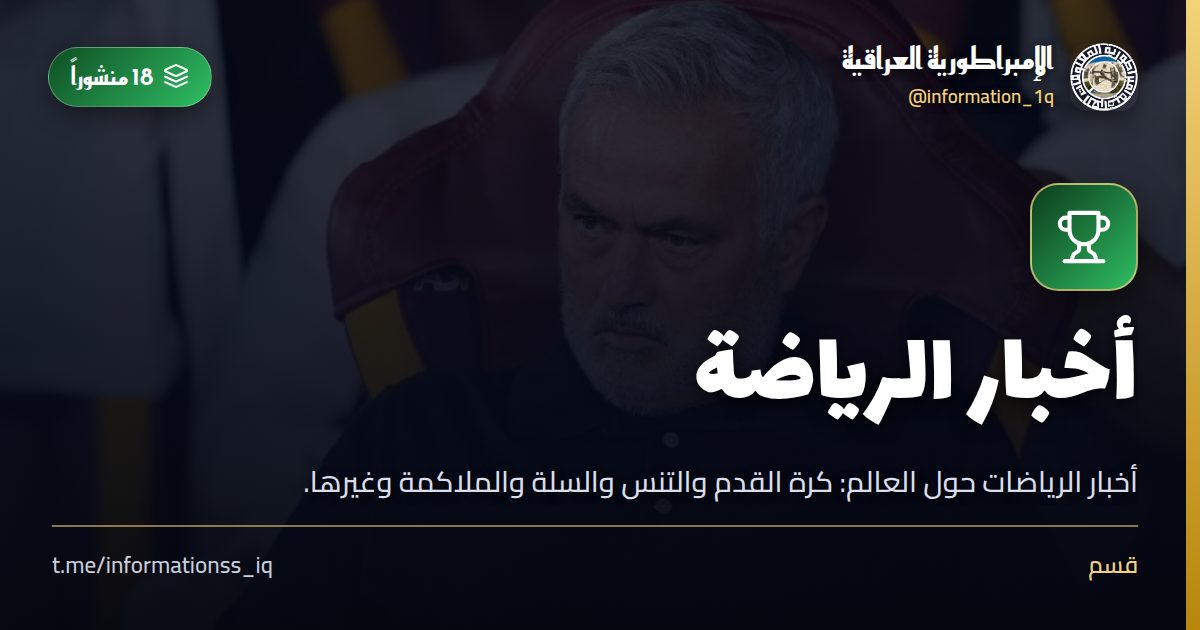 الإمبراطورية العراقية
@information_1q
18 منشوراً
أخبار الرياضة
أخبار الرياضات حول العالم: كرة القدم والتنس والسلة والملاكمة وغيرها.
قسم
t.me/informationss_iq